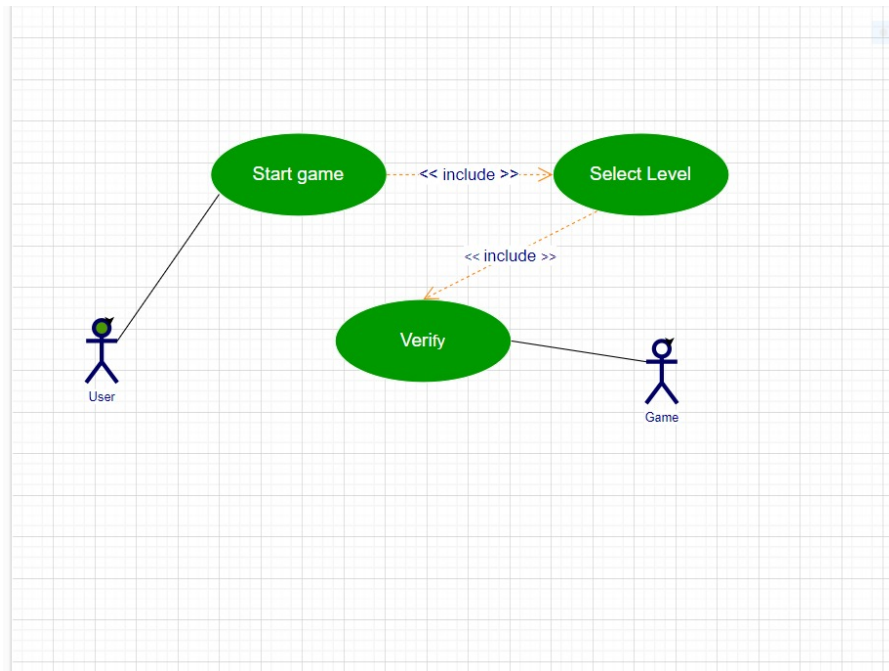 Start game
<< include >>
Select Level
<< include >>
Verify
User
Game